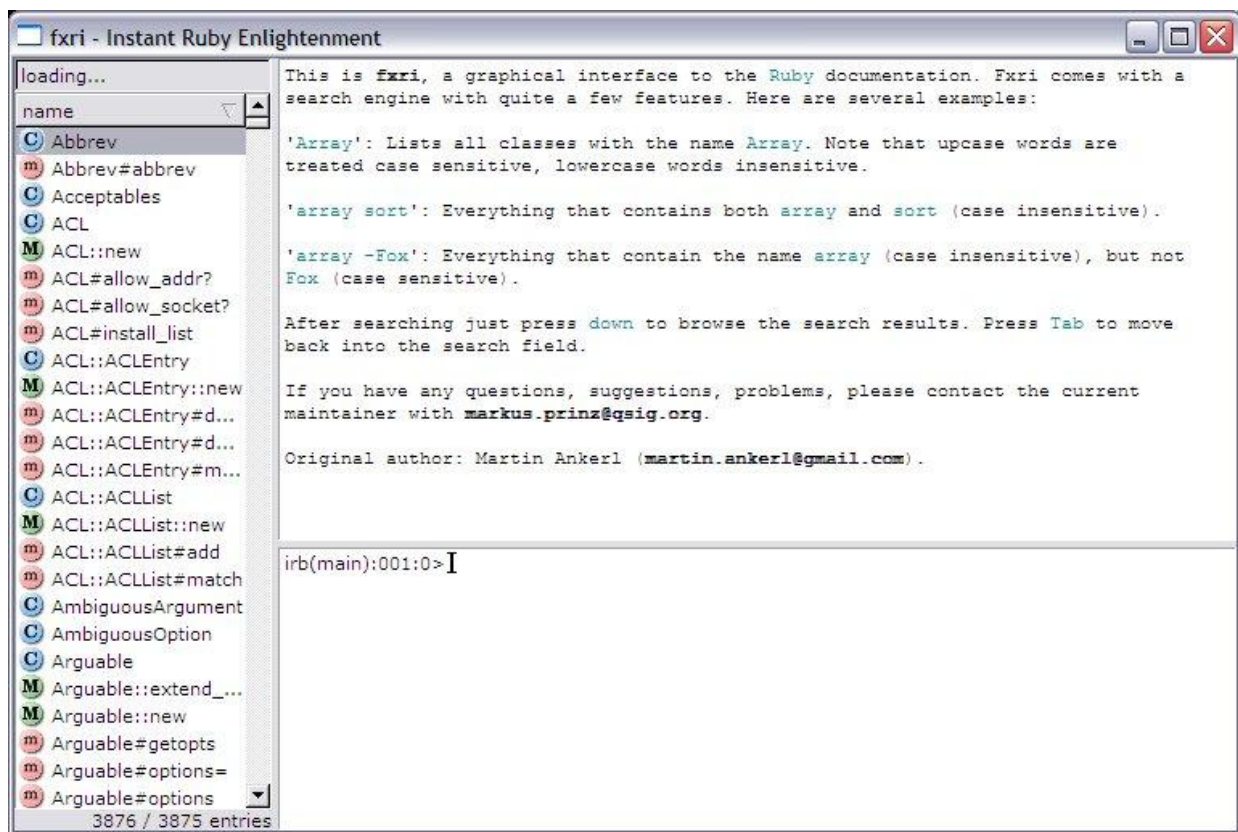 fxri - Instant Ruby Enlightenment
loading...
name
C Abbrev
m Abbrev#abbrev
C Acceptables
C ACL
M ACL::new
m ACL#allow_addr?
m ACL#allow_socket?
m ACL#install_list
C ACL::ACLEntry
M ACL::ACLEntry::new
m ACL::ACLEntry#d...
m ACL::ACLEntry#d...
m ACL::ACLEntry#m...
C ACL::ACLList
M ACL::ACLList::new
m ACL::ACLList#add
m ACL::ACLList#match
C AmbiguousArgument
C AmbiguousOption
C Arguable
M Arguable::extend_...
M Arguable::new
m Arguable#getopts
m Arguable#options=
m Arguable#options
3876 / 3875 entries
This is fxri, a graphical interface to the Ruby documentation. Fxri comes with a
search engine with quite a few features. Here are several examples:
'Array': Lists all classes with the name Array. Note that upcase words are
treated case sensitive, lowercase words insensitive.
'array sort': Everything that contains both array and sort (case insensitive).
'array -Fox': Everything that contain the name array (case insensitive), but not
Fox (case sensitive).
After searching just press down to browse the search results. Press Tab to move
back into the search field.
If you have any questions, suggestions, problems, please contact the current
maintainer with markus.prinz@qsig.org.
Original author: Martin Ankerl (martin.ankerl@gmail.com).
irb(main):001:0>